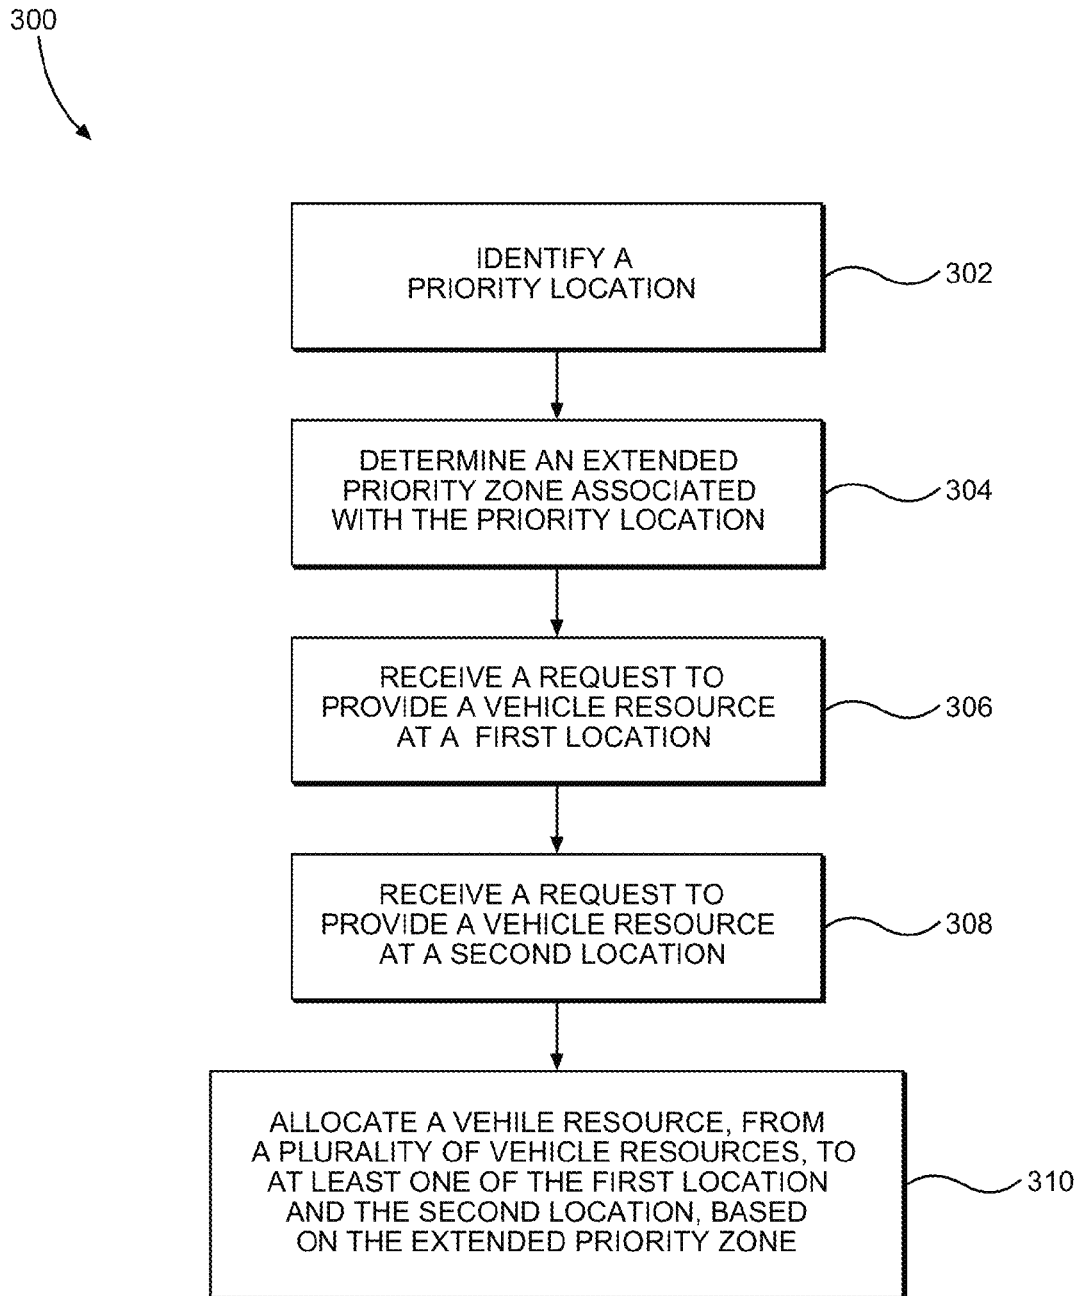 300
IDENTIFY A
PRIORITY LOCATION
302
DETERMINE AN EXTENDED
PRIORITY ZONE ASSOCIATED
WITH THE PRIORITY LOCATION
304
RECEIVE A REQUEST TO
PROVIDE A VEHICLE RESOURCE
AT A FIRST LOCATION
306
RECEIVE A REQUEST TO
PROVIDE A VEHICLE RESOURCE
AT A SECOND LOCATION
308
ALLOCATE A VEHILE RESOURCE, FROM
A PLURALITY OF VEHICLE RESOURCES, TO
AT LEAST ONE OF THE FIRST LOCATION
AND THE SECOND LOCATION, BASED
ON THE EXTENDED PRIORITY ZONE
310